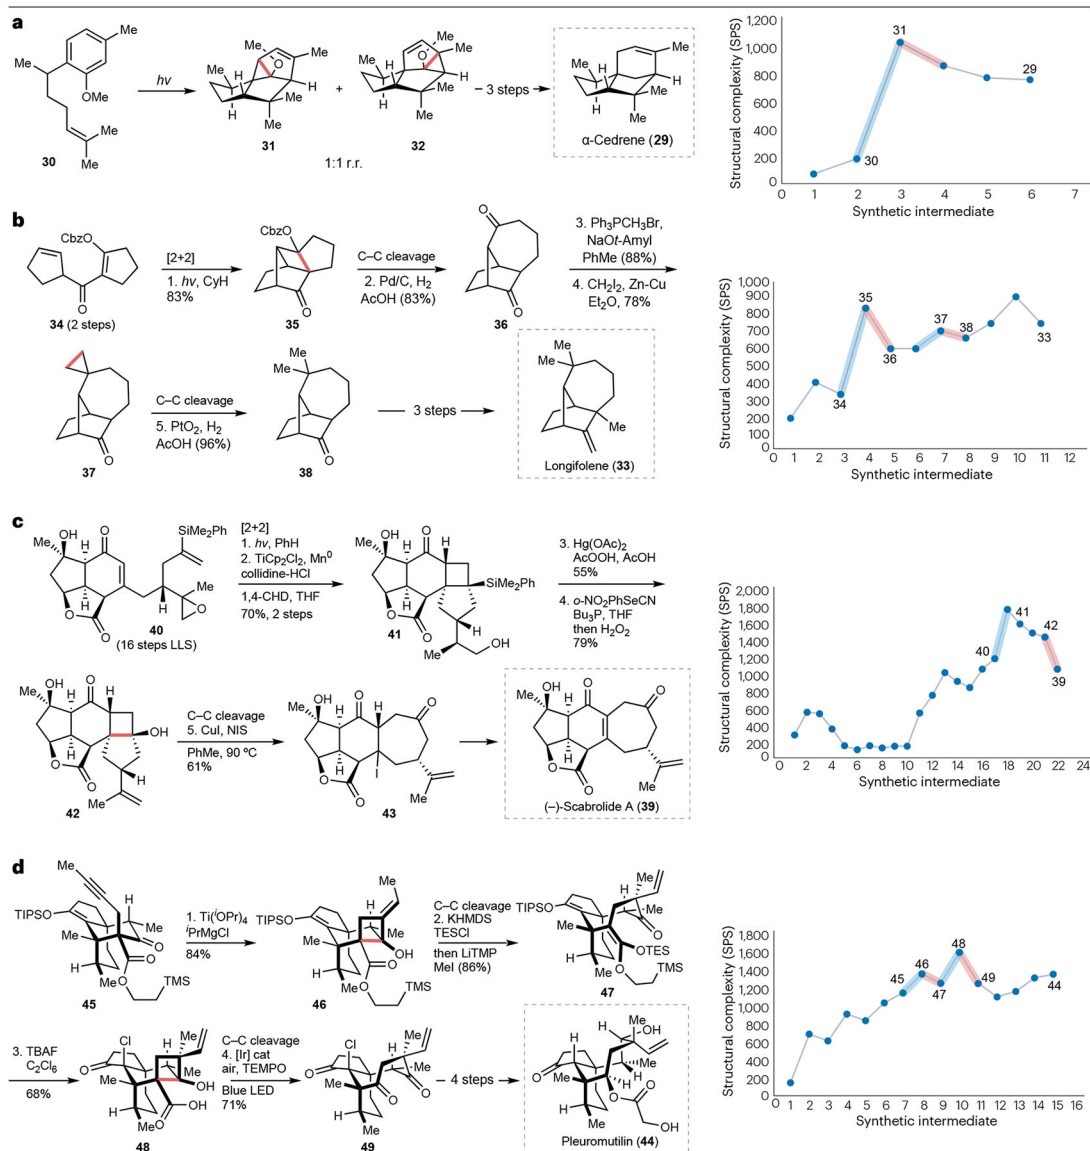 a
Me
Me
OMe
Me
Me
30
hν
Me
O
Me
Me
H
Me
H
Me
31
+
Me
O
Me
Me
H
Me
H
Me
32
1:1 r.r.
– 3 steps
Me
Me
H
Me
H
Me
α-Cedrene (29)
Structural complexity (SPS)
1,200
1,000
800
600
400
200
0
31
29
30
0 1 2 3 4 5 6 7
Synthetic intermediate
b
CbzO
O
34 (2 steps)
[2+2]
1. hν, CyH
83%
CbzO
O
35
C–C cleavage
2. Pd/C, H2
AcOH (83%)
O
O
36
3. Ph3PCH3Br,
NaOt-Amyl
PhMe (88%)
4. CH2I2, Zn-Cu
Et2O, 78%
O
37
C–C cleavage
5. PtO2, H2
AcOH (96%)
Me
Me
O
38
3 steps
Me
Me
Me
Longifolene (33)
Structural complexity (SPS)
1,000
900
800
700
600
500
400
300
200
100
0
35
37
38
36
34
33
0 1 2 3 4 5 6 7 8 9 10 11 12
Synthetic intermediate
c
OH
Me
H
O
SiMe2Ph
H
H
H
Me
O
O
O
40
(16 steps LLS)
[2+2]
1. hν, PhH
2. TiCp2Cl2, Mn0
collidine-HCl
1,4-CHD, THF
70%, 2 steps
OH
Me
H
O
H
SiMe2Ph
H
H
O
O
H
Me
OH
41
3. Hg(OAc)2
AcOOH, AcOH
55%
4. o-NO2PhSeCN
Bu3P, THF
then H2O2
79%
OH
Me
H
O
H
OH
H
H
O
O
H
Me
42
C–C cleavage
5. CuI, NIS
PhMe, 90 ºC
61%
OH
Me
H
O
H
O
H
H
O
O
I
H
Me
43
OH
Me
H
O
O
H
H
O
O
H
Me
(–)-Scabrolide A (39)
Structural complexity (SPS)
2,000
1,800
1,600
1,400
1,200
1,000
800
600
400
200
0
41
42
40
39
0 2 4 6 8 10 12 14 16 18 20 22 24
Synthetic intermediate
d
Me
TIPSO
H
Me
Me
O
H
Me
O
O
TMS
45
1. Ti(iOPr)4
iPrMgCl
84%
Me
TIPSO
H
Me
Me
OH
H
Me
O
O
TMS
46
C–C cleavage
2. KHMDS
TESCl
then LiTMP
MeI (86%)
H
Me
TIPSO
Me
Me
O
OTES
H
Me
O
TMS
47
3. TBAF
C2Cl6
68%
Cl
H
Me
O
Me
Me
OH
H
OH
Me
O
48
C–C cleavage
4. [Ir] cat
air, TEMPO
Blue LED
71%
Cl
H
Me
O
Me
Me
O
H
O
Me
49
– 4 steps
Me
OH
H
H
Me
O
Me
H
H
O
O
Me
OH
Pleuromutilin (44)
Structural complexity (SPS)
1,800
1,600
1,400
1,200
1,000
800
600
400
200
0
48
46
45
47
49
44
0 1 2 3 4 5 6 7 8 9 10 11 12 13 14 15 16
Synthetic intermediate